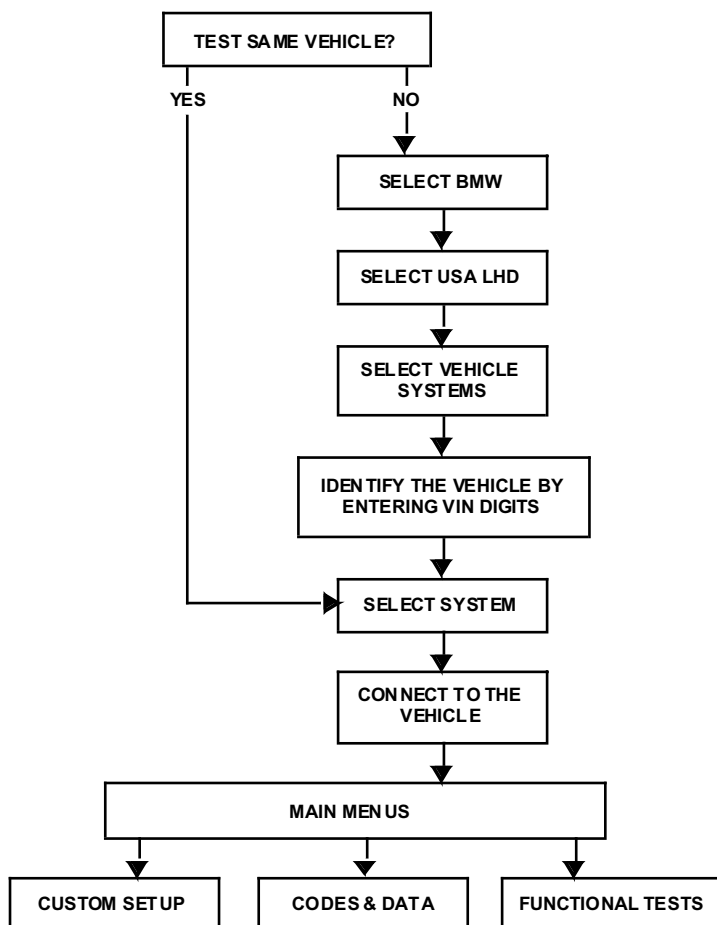 TEST SAME VEHICLE?
YES
NO
SELECT BMW
SELECT USA LHD
SELECT VEHICLE
SYSTEMS
IDENTIFY THE VEHICLE BY
ENTERING VIN DIGITS
SELECT SYSTEM
CONNECT TO THE
VEHICLE
MAIN MENUS
CUSTOM SETUP
CODES & DATA
FUNCTIONAL TESTS